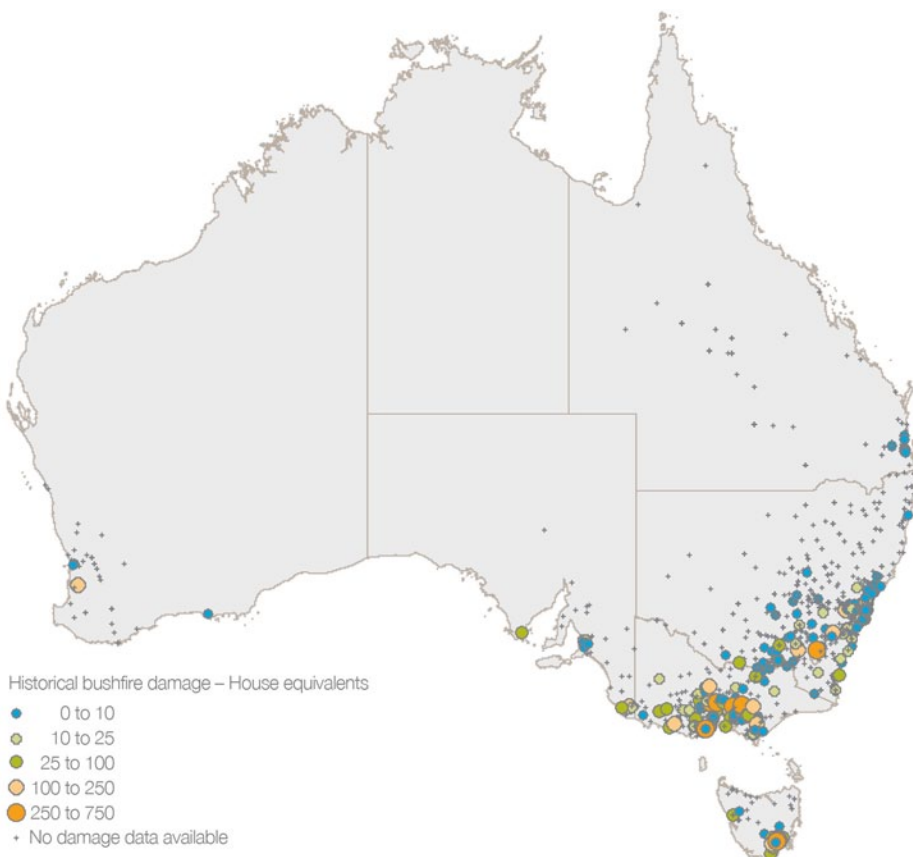 Historical bushfire damage – House equivalents
0 to 10
10 to 25
25 to 100
100 to 250
250 to 750
No damage data available